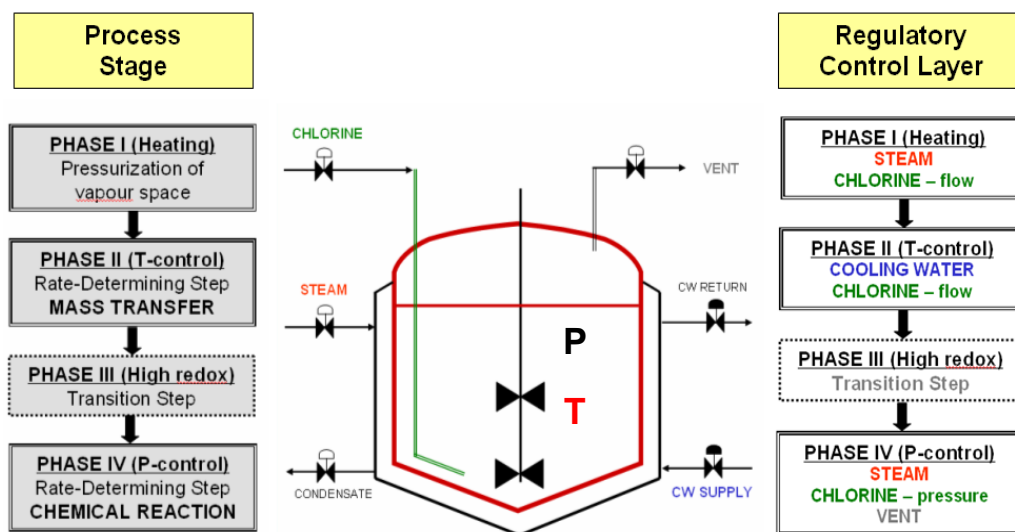 Process
Stage
PHASE I (Heating)
Pressurization of
vapour space
PHASE II (T-control)
Rate-Determining Step
MASS TRANSFER
PHASE III (High redox)
Transition Step
PHASE IV (P-control)
Rate-Determining Step
CHEMICAL REACTION
CHLORINE
VENT
STEAM
CW RETURN
P
T
CONDENSATE
CW SUPPLY
Regulatory
Control Layer
PHASE I (Heating)
STEAM
CHLORINE – flow
PHASE II (T-control)
COOLING WATER
CHLORINE – flow
PHASE III (High redox)
Transition Step
PHASE IV (P-control)
STEAM
CHLORINE – pressure
VENT